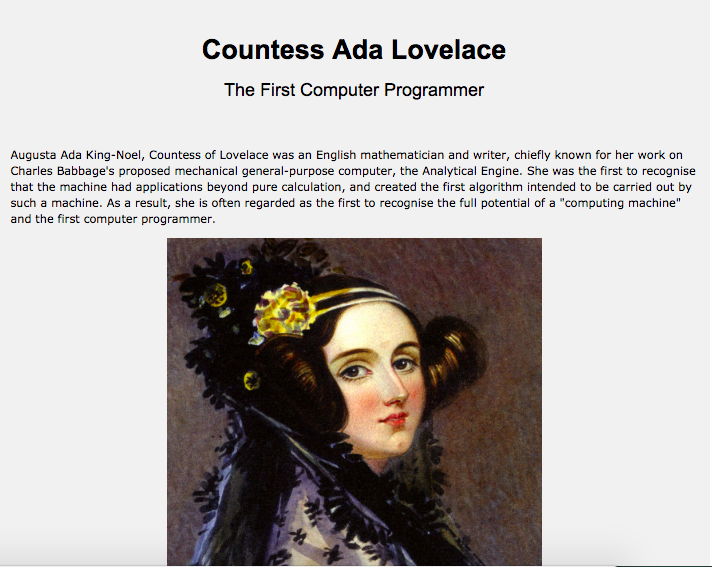 Countess Ada Lovelace
The First Computer Programmer
Augusta Ada King-Noel, Countess of Lovelace was an English mathematician and writer, chiefly known for her work on
Charles Babbage's proposed mechanical general-purpose computer, the Analytical Engine. She was the first to recognise
that the machine had applications beyond pure calculation, and created the first algorithm intended to be carried out by
such a machine. As a result, she is often regarded as the first to recognise the full potential of a "computing machine"
and the first computer programmer.